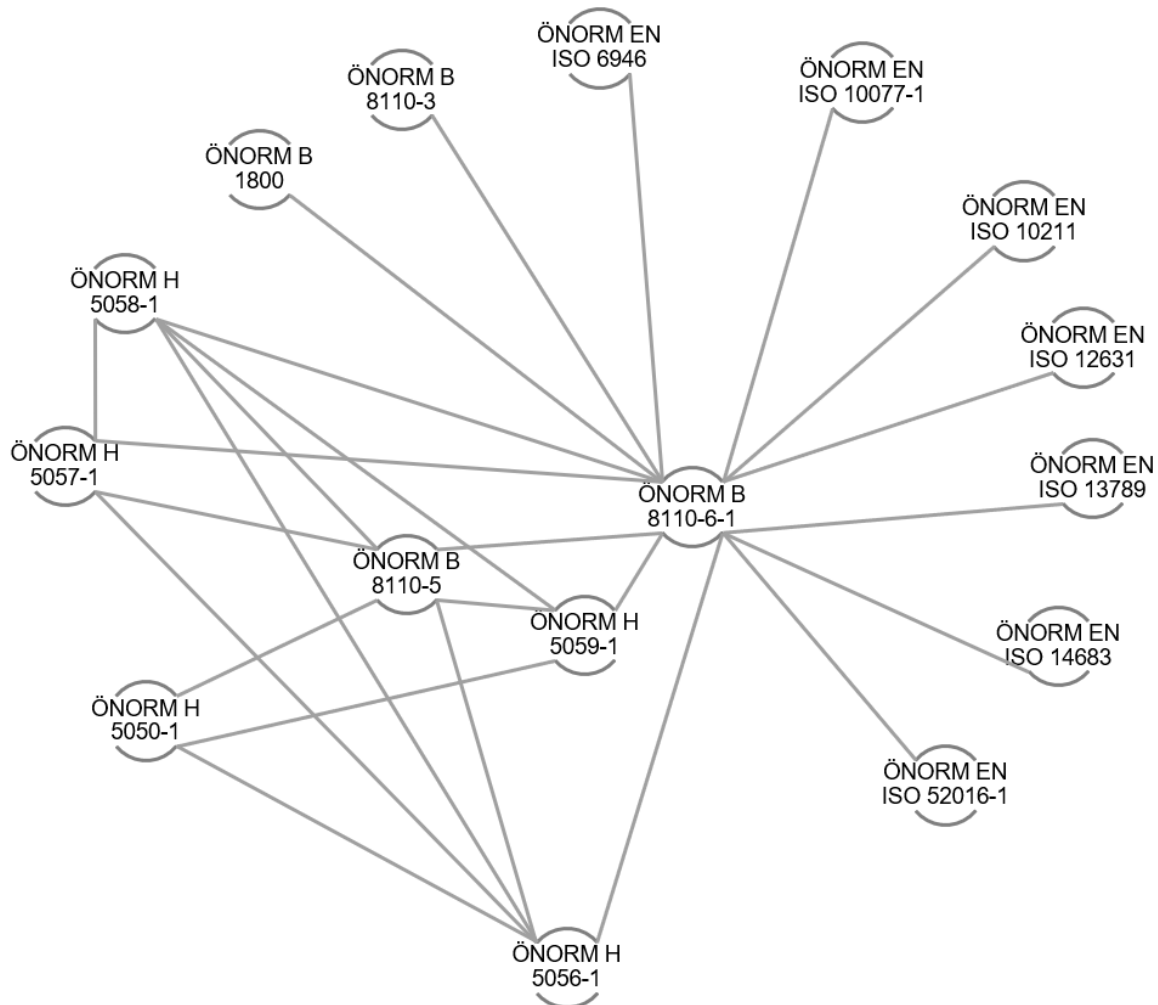 ÖNORM EN
ISO 6946
ÖNORM B
8110-3
ÖNORM EN
ISO 10077-1
ÖNORM B
1800
ÖNORM EN
ISO 10211
ÖNORM H
5058-1
ÖNORM EN
ISO 12631
ÖNORM H
5057-1
ÖNORM EN
ISO 13789
ÖNORM B
8110-6-1
ÖNORM B
8110-5
ÖNORM H
5059-1
ÖNORM EN
ISO 14683
ÖNORM H
5050-1
ÖNORM EN
ISO 52016-1
ÖNORM H
5056-1